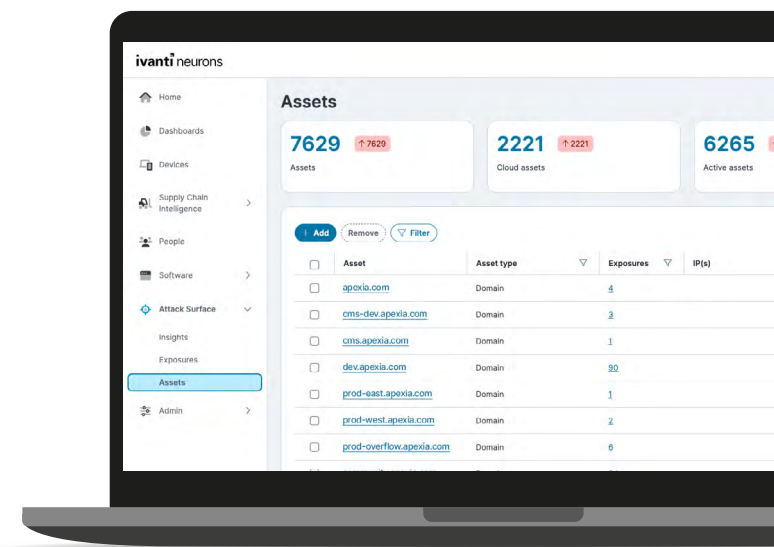 ivanti neurons
Home
Dashboards
Devices
Supply Chain
Intelligence
People
Software
Attack Surface
Insights
Exposures
Assets
Admin
Assets
7629 ↑ 7629
Assets
2221 ↑ 2221
Cloud assets
6265
Active assets
+ Add Remove Filter
Asset Asset type Exposures IP(s)
apexia.com Domain 4
cms-dev.apexia.com Domain 3
cms.apexia.com Domain 1
dev.apexia.com Domain 90
prod-east.apexia.com Domain 1
prod-west.apexia.com Domain 2
prod-overflow.apexia.com Domain 6